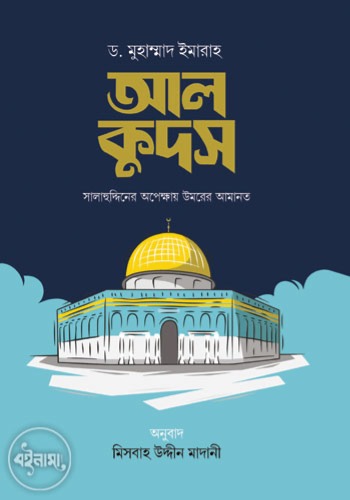 ড. মুহাম্মাদ ইমারাহ
আল
কুদস
সালাহুদ্দিনের অপেক্ষায় উমরের আমানত
অনুবাদ
মিসবাহ উদ্দীন মাদানী
বইনামা